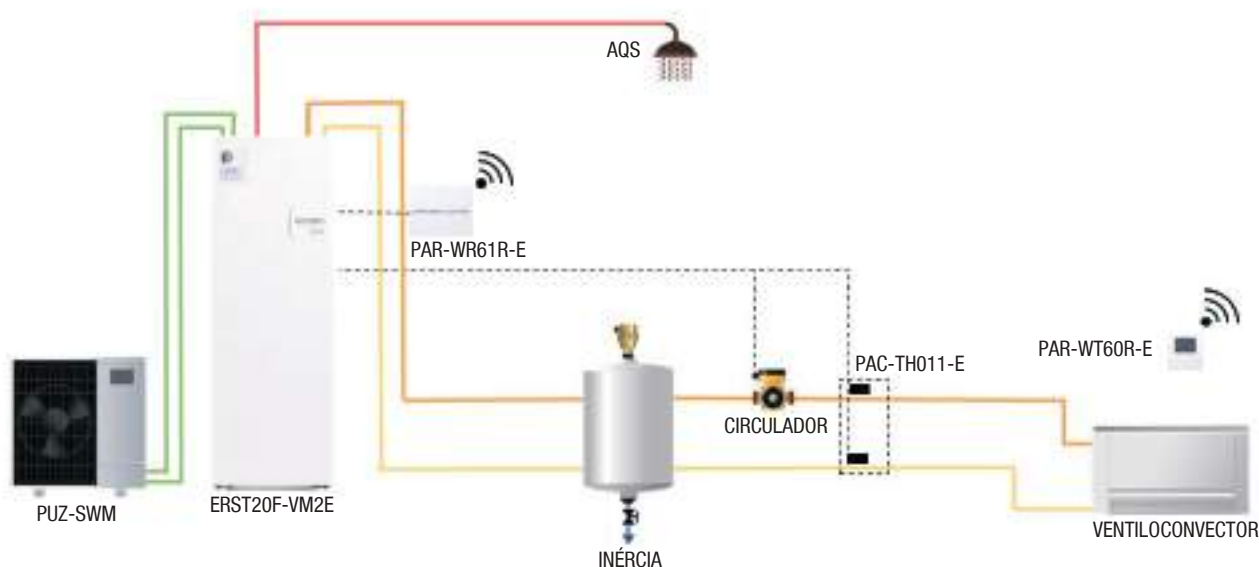 AQS
PAR-WR61R-E
PAR-WT60R-E
PAC-TH011-E
CIRCULADOR
PUZ-SWM
ERST20F-VM2E
INÉRCIA
VENTILOCONVECTOR